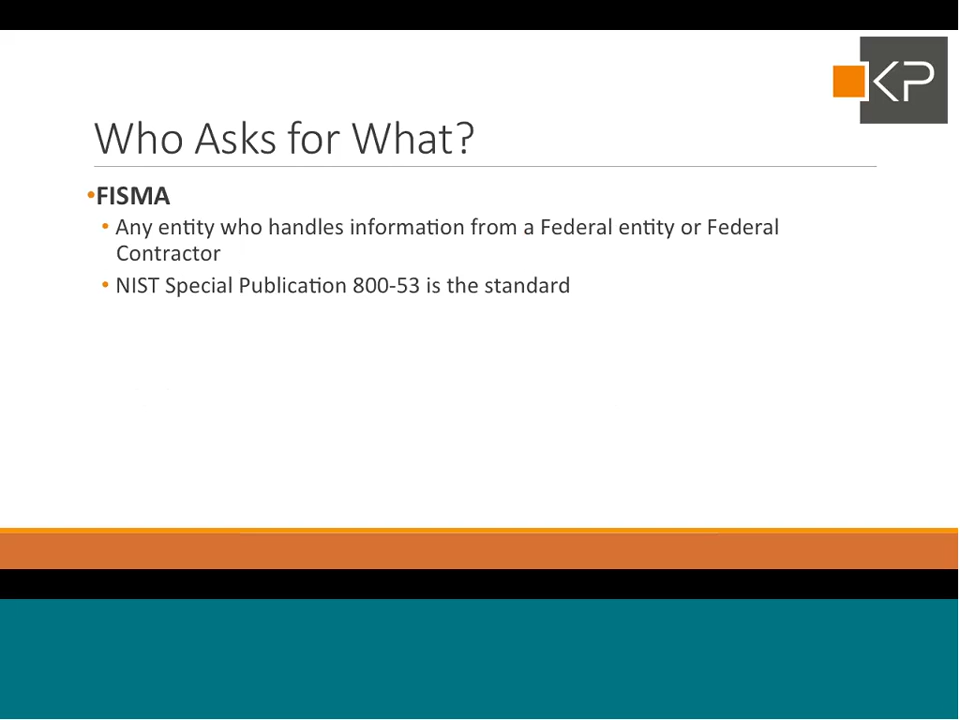 KP
Who Asks for What?
•FISMA
• Any entity who handles information from a Federal entity or Federal
Contractor
• NIST Special Publication 800-53 is the standard